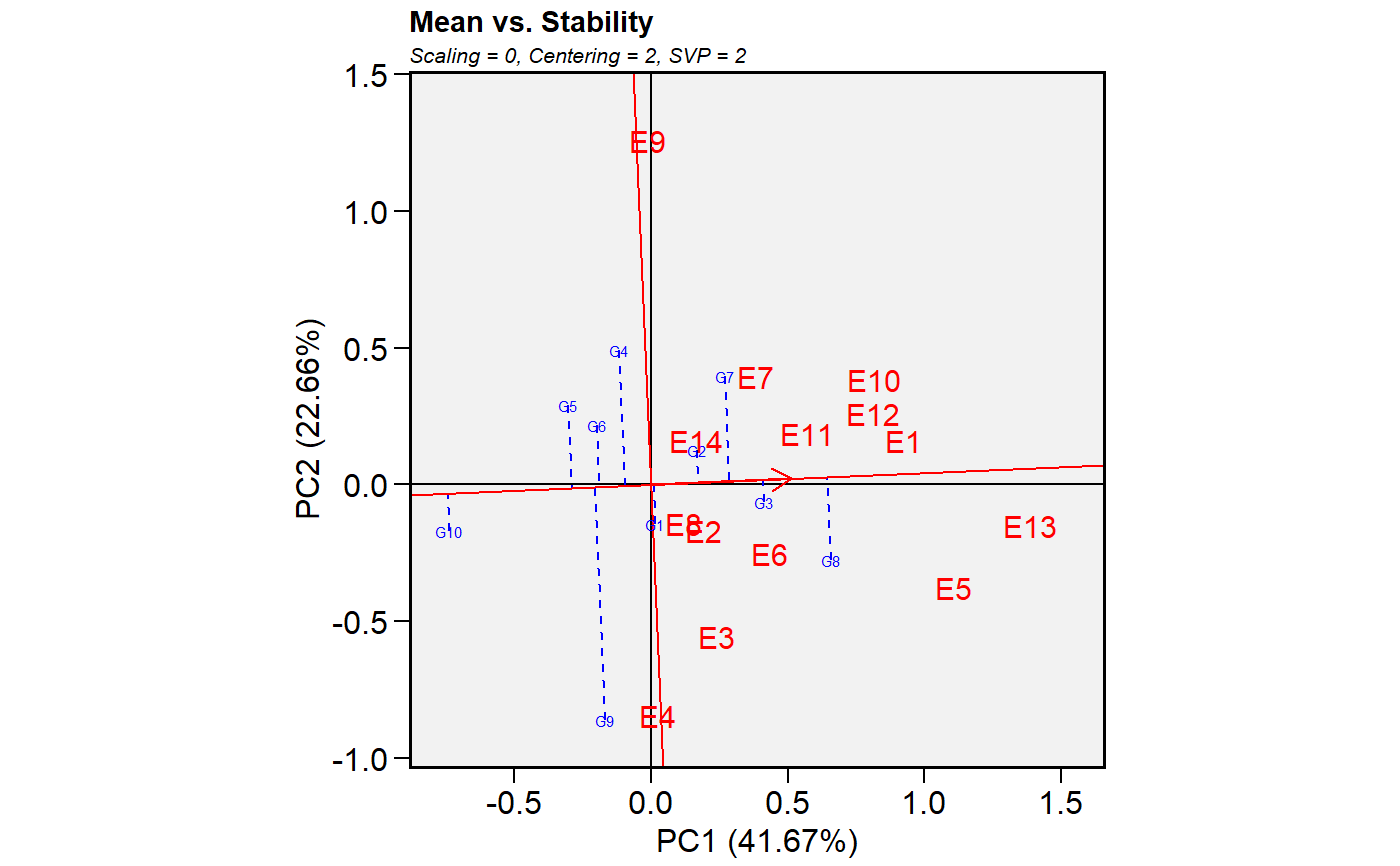 Mean vs. Stability
Scaling = 0, Centering = 2, SVP = 2
1.5
E9
1.0
PC2 (22.66%)
0.5
G4
G7
E7
E10
G5
E12
G6
E11
E14
E1
G2
0.0
G3
G10
G1
E8
E2
E13
E6
G8
E5
-0.5
E3
G9
E4
-1.0
-0.5
0.0
0.5
1.0
1.5
PC1 (41.67%)